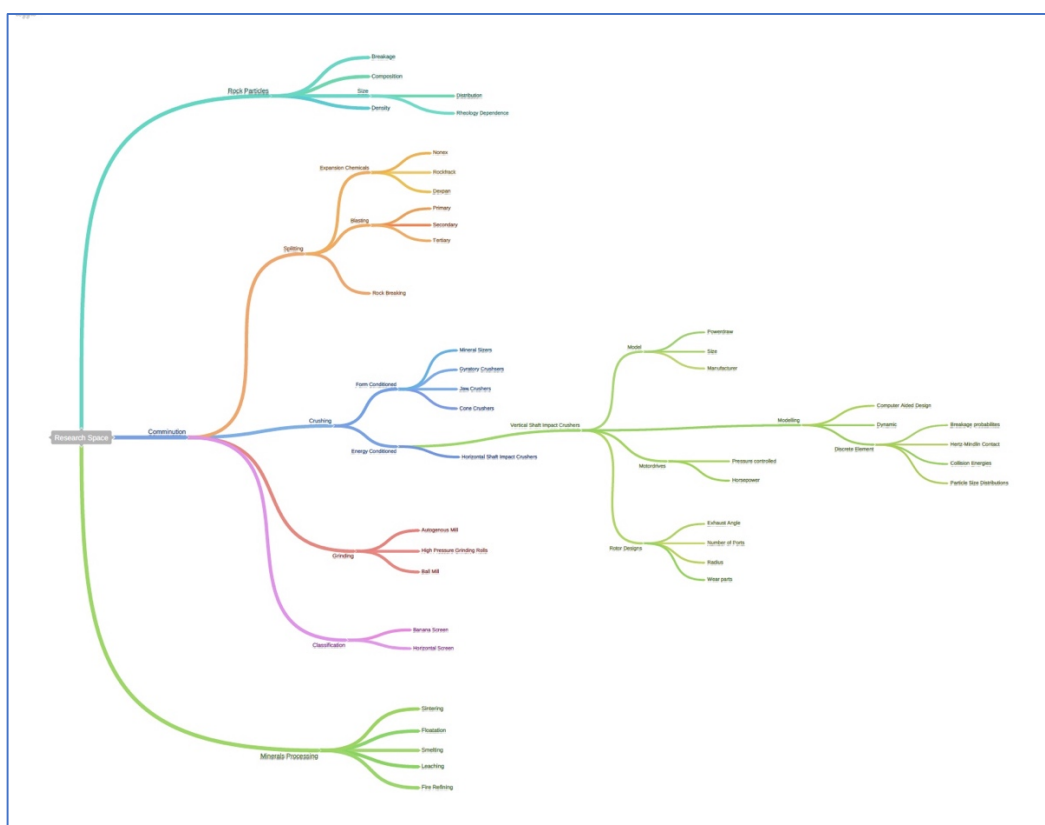 Breakage
Composition
Rock Particles
Size
Density
Distribution
Rheology Dependence
Nonex
Expansion Chemicals
Dexpan
Primary
Blasting
Secondary
Tertiary
Splitting
Rock Breaking
Powerdraw
Model
Size
Manufacturer
Mineral Sizers
Gyratory Crushsers
Form Conditioned
Jaw Crushers
Cone Crushers
Crushing
Computer Aided Design
Vertical Shaft Impact Crushers
Modelling
Dynamic
Breakage probabilities
Research Space
Comminution
Energy Conditioned
Horizontal Shaft Impact Crushers
Discrete Element
Hertz Mindlin Contact
Motordrives
Pressure controlled
Collision Energies
Horsepower
Particle Size Distributions
Autogenous Mill
Exhaust Angle
Grinding
High Pressure Grinding Rolls
Rotor Designs
Number of Ports
Ball Mill
Radius
Wear parts
Banana Screen
Classification
Horizontal Screen
Sintering
Floatation
Minerals Processing
Smelting
Leaching
Fire Refining